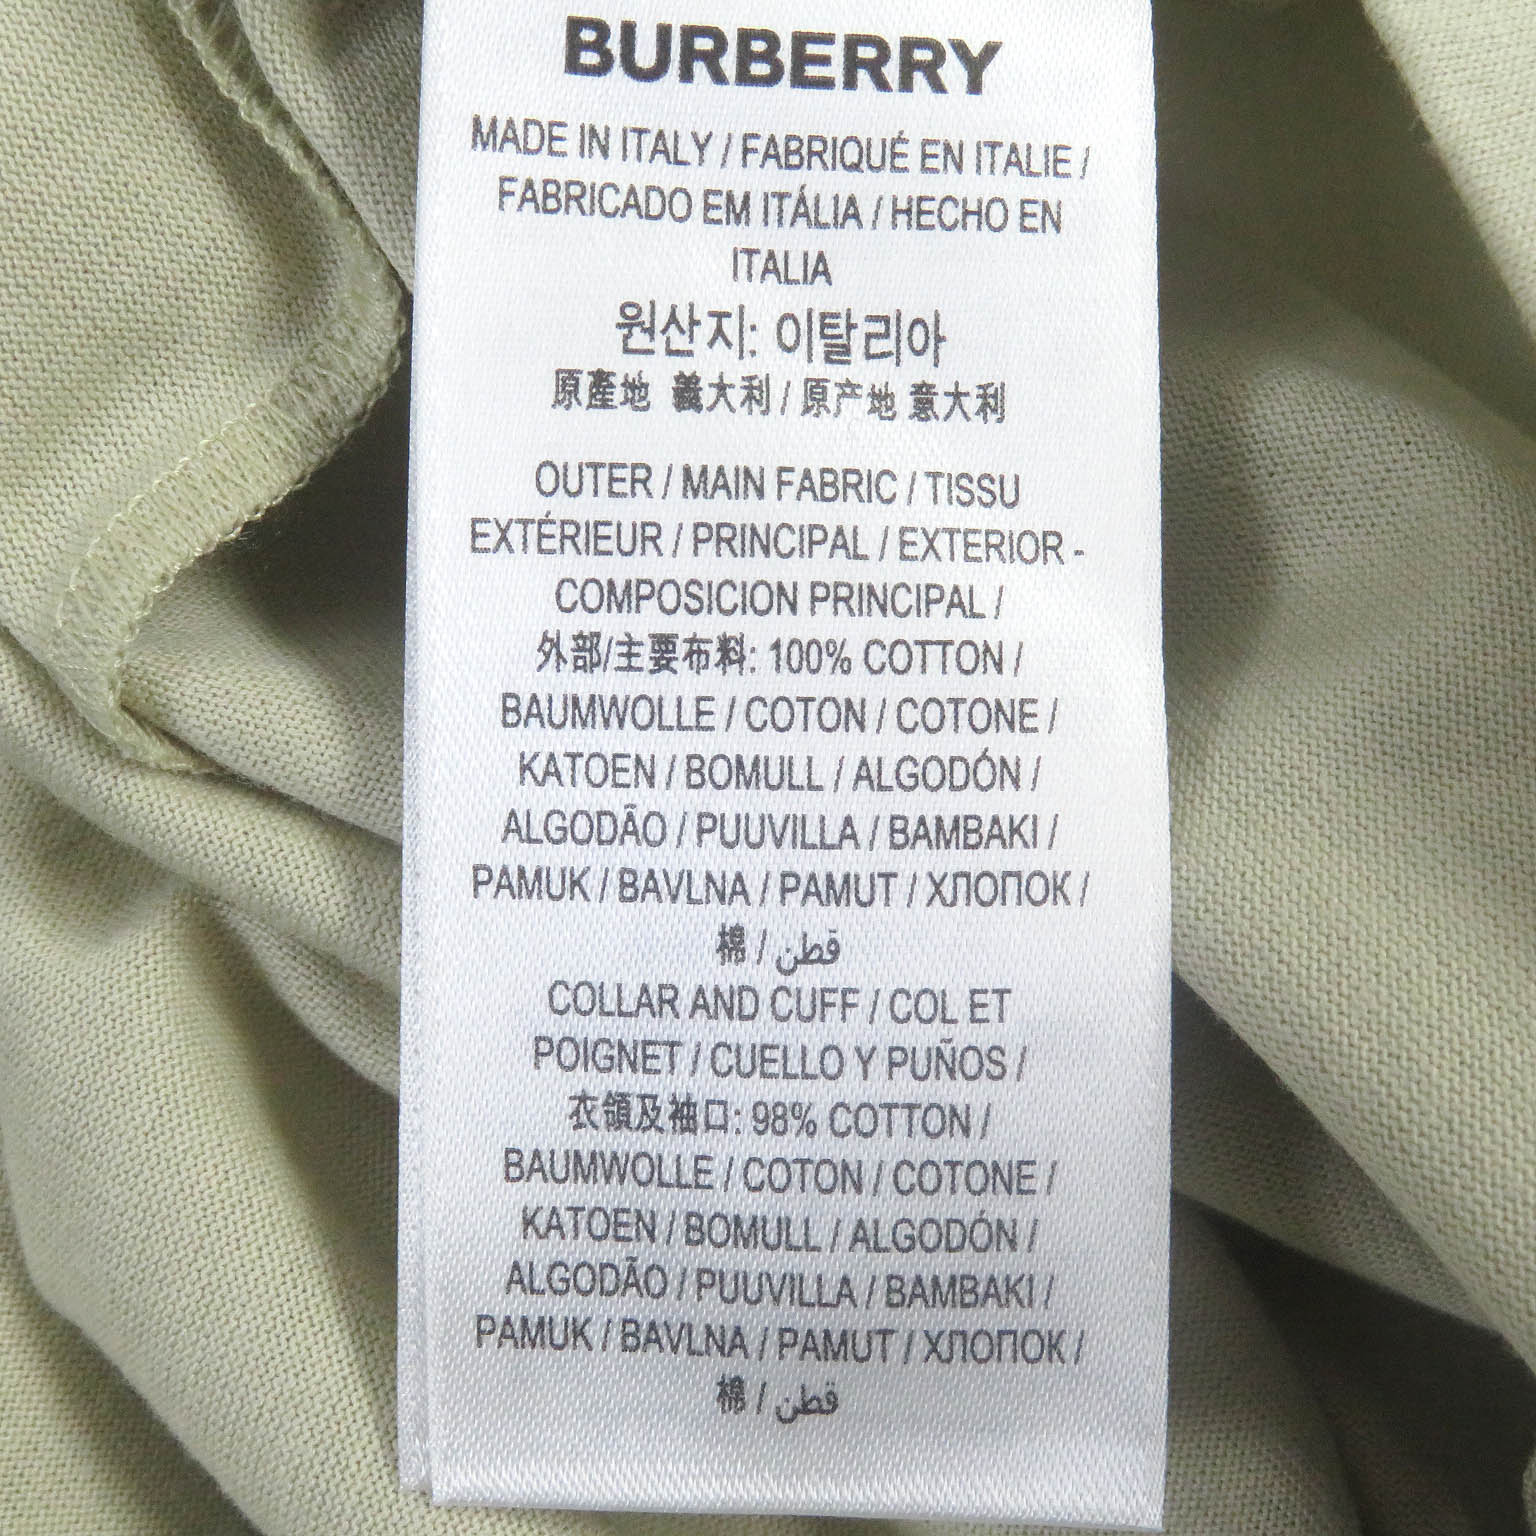 BURBERRY
MADE IN ITALY / FABRIQUÉ EN ITALIE /
FABRICADO EM ITÁLIA / HECHO EN
ITALIA
원산지: 이탈리아
原產地 義大利 / 原产地 意大利
OUTER / MAIN FABRIC / TISSU
EXTÉRIEUR / PRINCIPAL / EXTERIOR -
COMPOSICION PRINCIPAL /
外部/主要布料: 100% COTTON /
BAUMWOLLE / COTON / COTONE /
KATOEN / BOMULL / ALGODÓN /
ALGODÃO / PUUVILLA / BAMBAKI /
PAMUK / BAVLNA / PAMUT / ХЛОПОК /
棉 / قطن
COLLAR AND CUFF / COL ET
POIGNET / CUELLO Y PUÑOS /
衣領及袖口: 98% COTTON /
BAUMWOLLE / COTON / COTONE /
KATOEN / BOMULL / ALGODÓN /
ALGODÃO / PUUVILLA / BAMBAKI /
PAMUK / BAVLNA / PAMUT / ХЛОПОК /
棉 / قطن